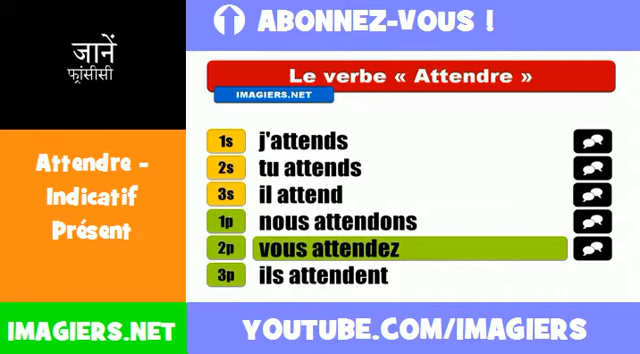 जानें
फ्रांसीसी
Attendre -
Indicatif
Présent
IMAGIERS.NET
ABONNEZ-VOUS !
Le verbe « Attendre »
IMAGIERS.NET
1s j'attends
2s tu attends
3s il attend
1p nous attendons
2p vous attendez
3p ils attendent
YOUTUBE.COM/IMAGIERS